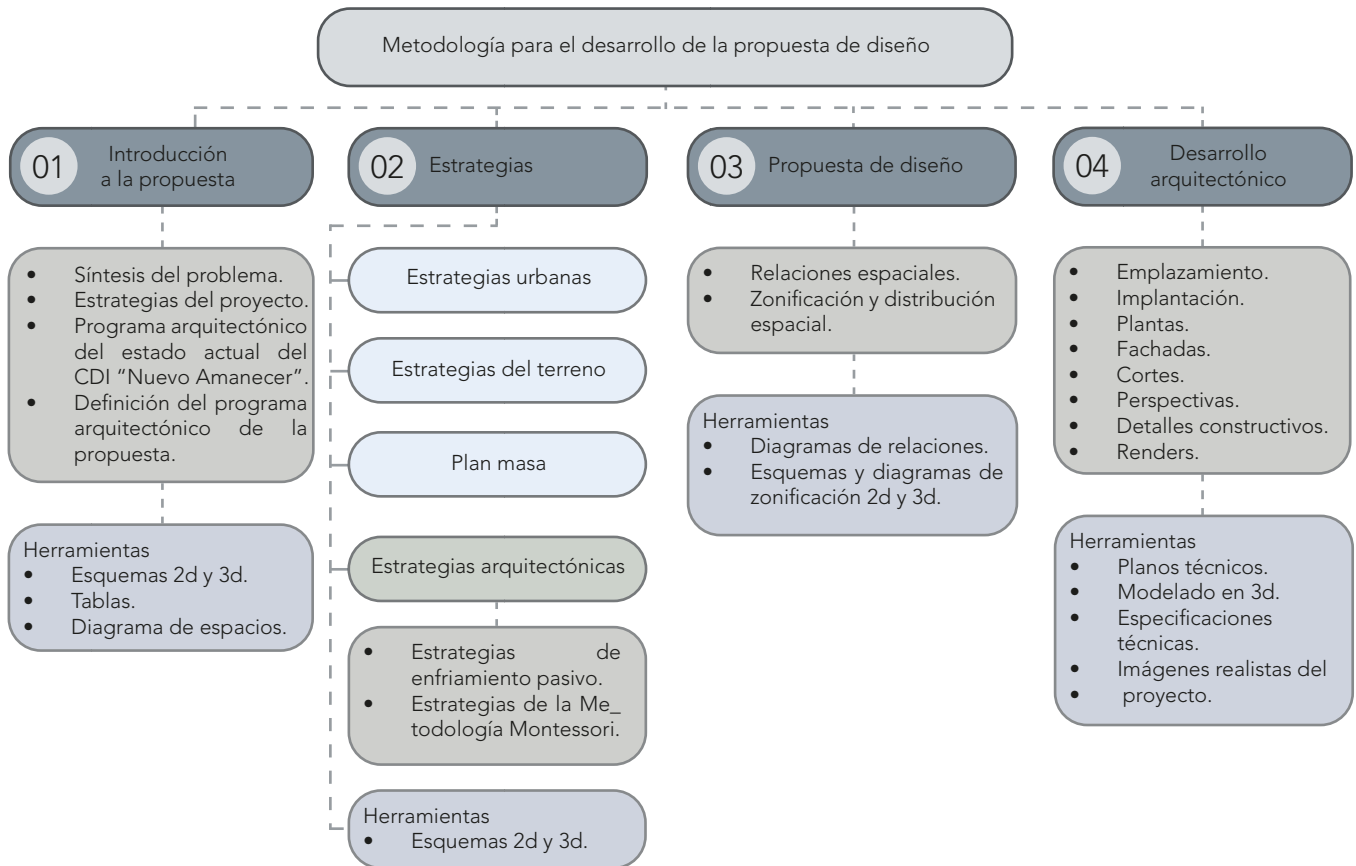 Metodología para el desarrollo de la propuesta de diseño
01
Introducción
a la propuesta
• Síntesis del problema.
• Estrategias del proyecto.
• Programa arquitectónico
del estado actual del
CDI “Nuevo Amanecer”.
• Definición del programa
arquitectónico de la
propuesta.
Herramientas
• Esquemas 2d y 3d.
• Tablas.
• Diagrama de espacios.
02
Estrategias
Estrategias urbanas
Estrategias del terreno
Plan masa
Estrategias arquitectónicas
• Estrategias de
enfriamiento pasivo.
• Estrategias de la Me_
todología Montessori.
Herramientas
• Esquemas 2d y 3d.
03
Propuesta de diseño
• Relaciones espaciales.
• Zonificación y distribución
espacial.
Herramientas
• Diagramas de relaciones.
• Esquemas y diagramas de
zonificación 2d y 3d.
04
Desarrollo
arquitectónico
• Emplazamiento.
• Implantación.
• Plantas.
• Fachadas.
• Cortes.
• Perspectivas.
• Detalles constructivos.
• Renders.
Herramientas
• Planos técnicos.
• Modelado en 3d.
• Especificaciones
técnicas.
• Imágenes realistas del
• proyecto.